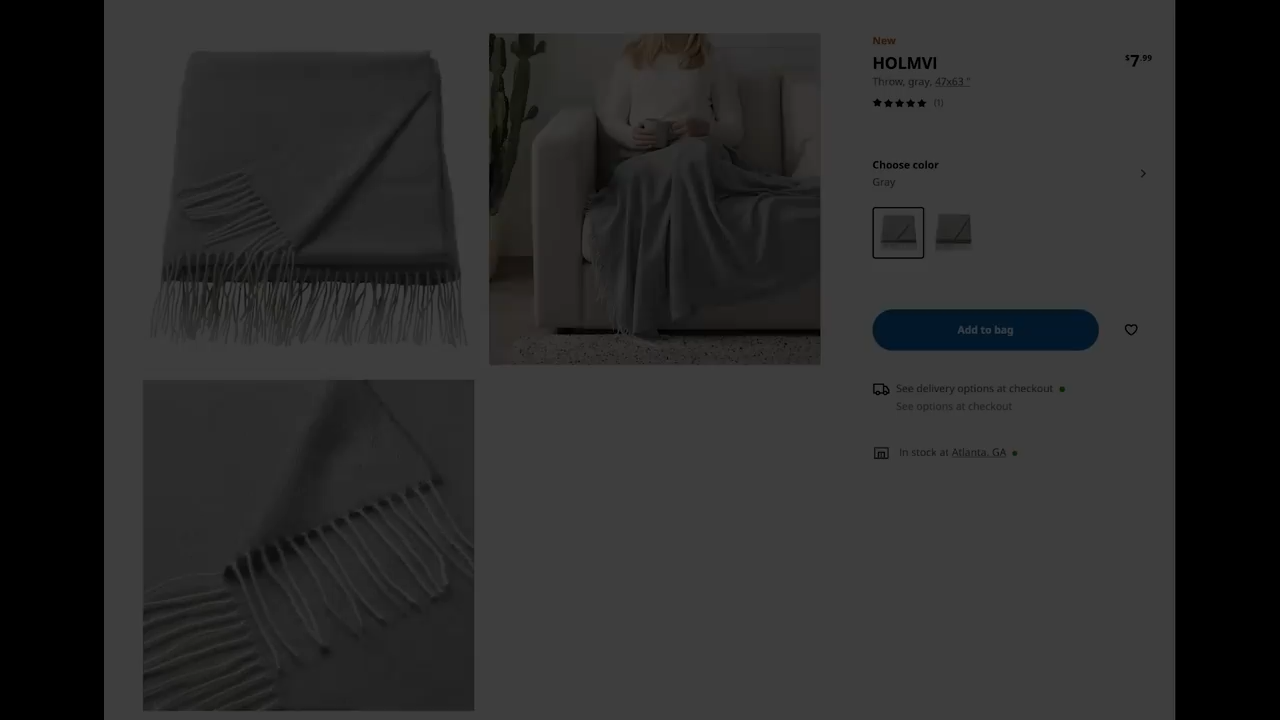 New
HOLMVI
$7.99
Throw, gray, 47x63 "
(1)
Choose color
Gray
Add to bag
See delivery options at checkout
See options at checkout
In stock at Atlanta, GA